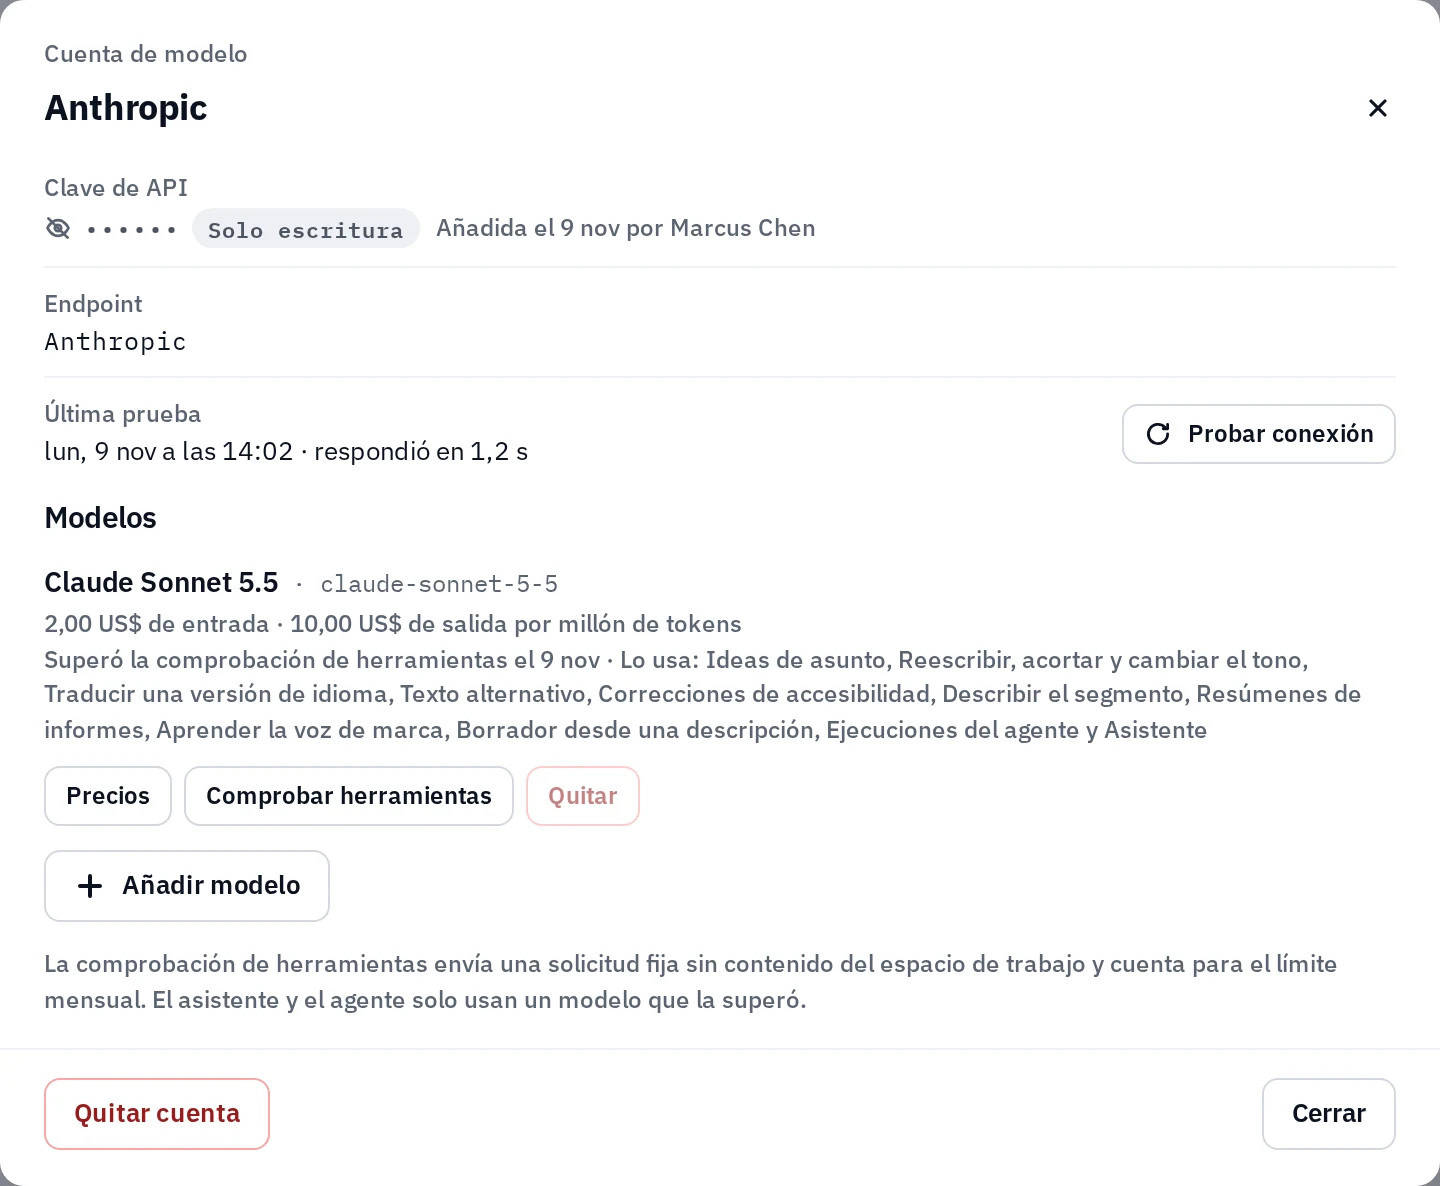 Cuenta de modelo
Anthropic
Clave de API
•••••• Solo escritura Añadida el 9 nov por Marcus Chen
Endpoint
Anthropic
Última prueba
lun, 9 nov a las 14:02 · respondió en 1,2 s
Probar conexión
Modelos
Claude Sonnet 5.5 · claude-sonnet-5-5
2,00 US$ de entrada · 10,00 US$ de salida por millón de tokens
Superó la comprobación de herramientas el 9 nov · Lo usa: Ideas de asunto, Reescribir, acortar y cambiar el tono,
Traducir una versión de idioma, Texto alternativo, Correcciones de accesibilidad, Describir el segmento, Resúmenes de
informes, Aprender la voz de marca, Borrador desde una descripción, Ejecuciones del agente y Asistente
Precios Comprobar herramientas Quitar
Añadir modelo
La comprobación de herramientas envía una solicitud fija sin contenido del espacio de trabajo y cuenta para el límite
mensual. El asistente y el agente solo usan un modelo que la superó.
Quitar cuenta Cerrar